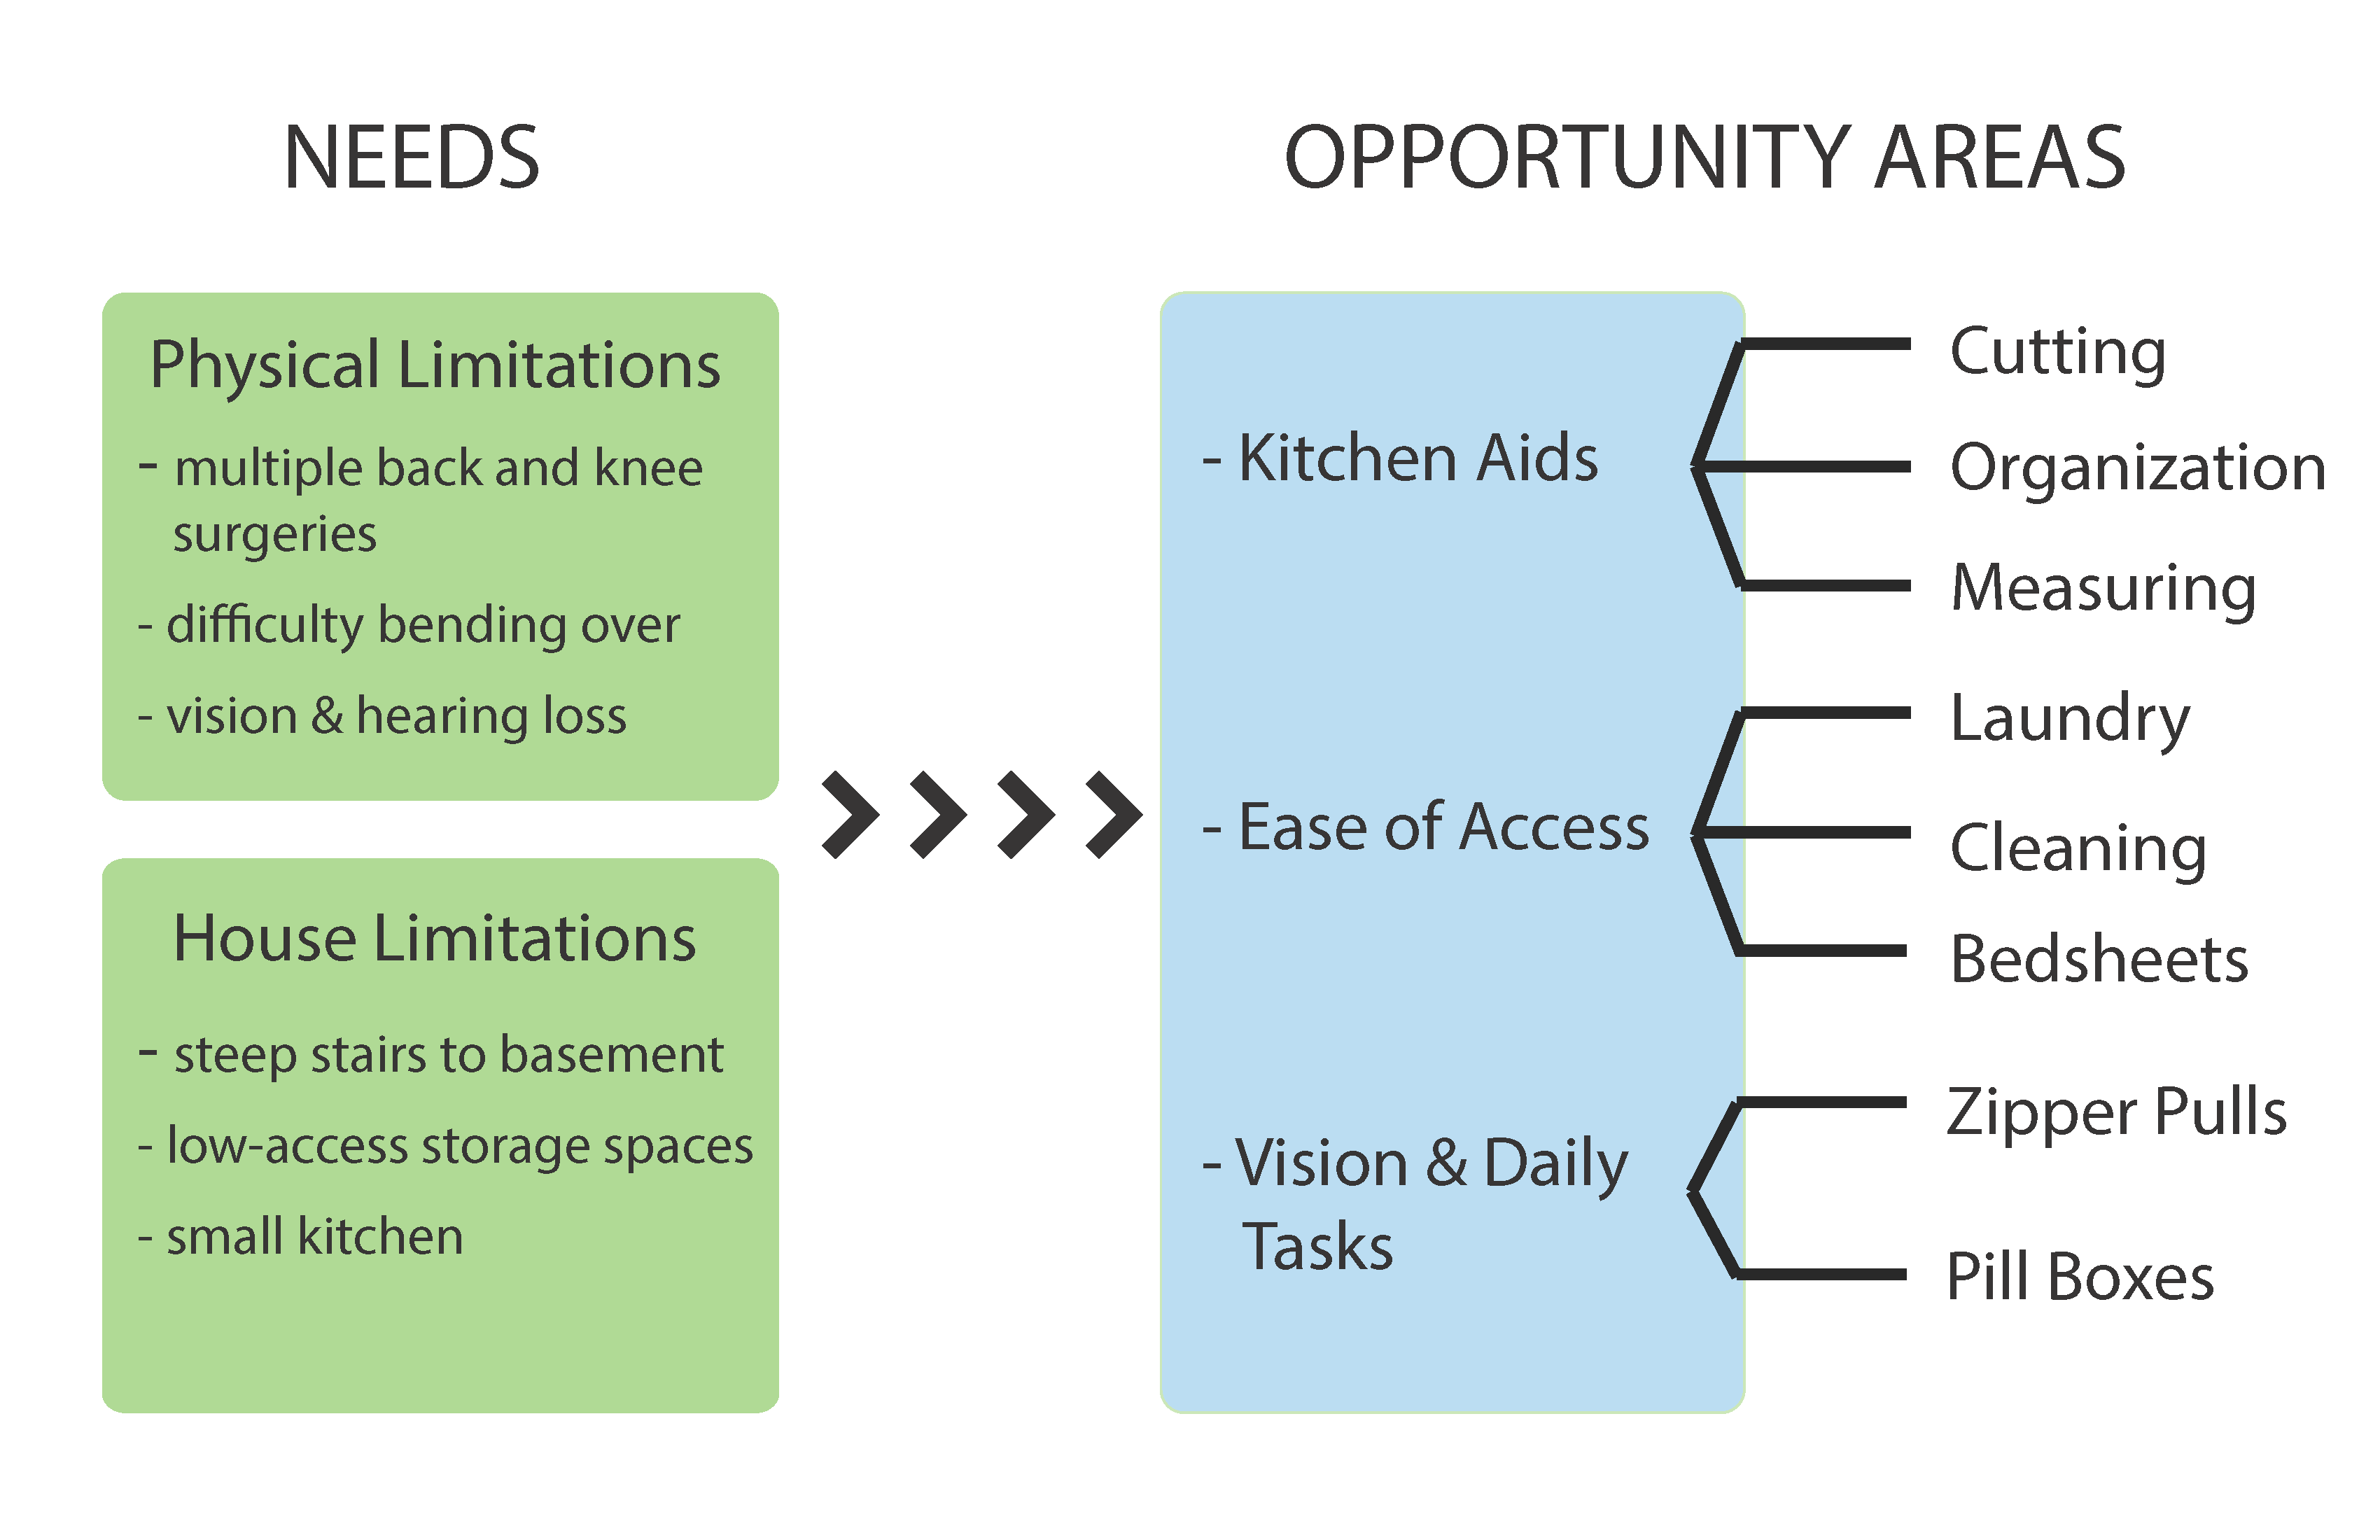 NEEDS
OPPORTUNITY AREAS
Physical Limitations
- multiple back and knee
surgeries
- difficulty bending over
- vision & hearing loss
House Limitations
- steep stairs to basement
- low-access storage spaces
- small kitchen
- Kitchen Aids
Cutting
Organization
Measuring
- Ease of Access
Laundry
Cleaning
Bedsheets
- Vision & Daily
Tasks
Zipper Pulls
Pill Boxes